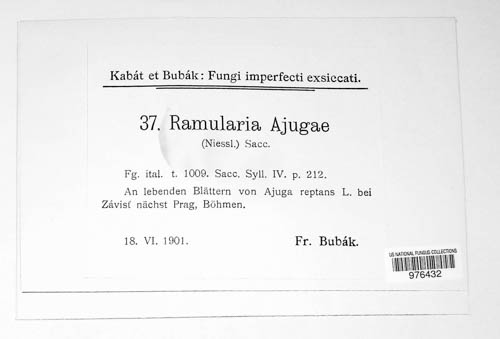 Kabát et Bubák: Fungi imperfecti exsiccati.
37. Ramularia Ajugae
(Niessl.) Sacc.
Fg. ital. t. 1009. Sacc. Syll. IV. p. 212.
An lebenden Blättern von Ajuga reptans L. bei
Závisť nächst Prag, Böhmen.
18. VI. 1901.
Fr. Bubák.
US NATIONAL FUNGUS COLLECTIONS
976432